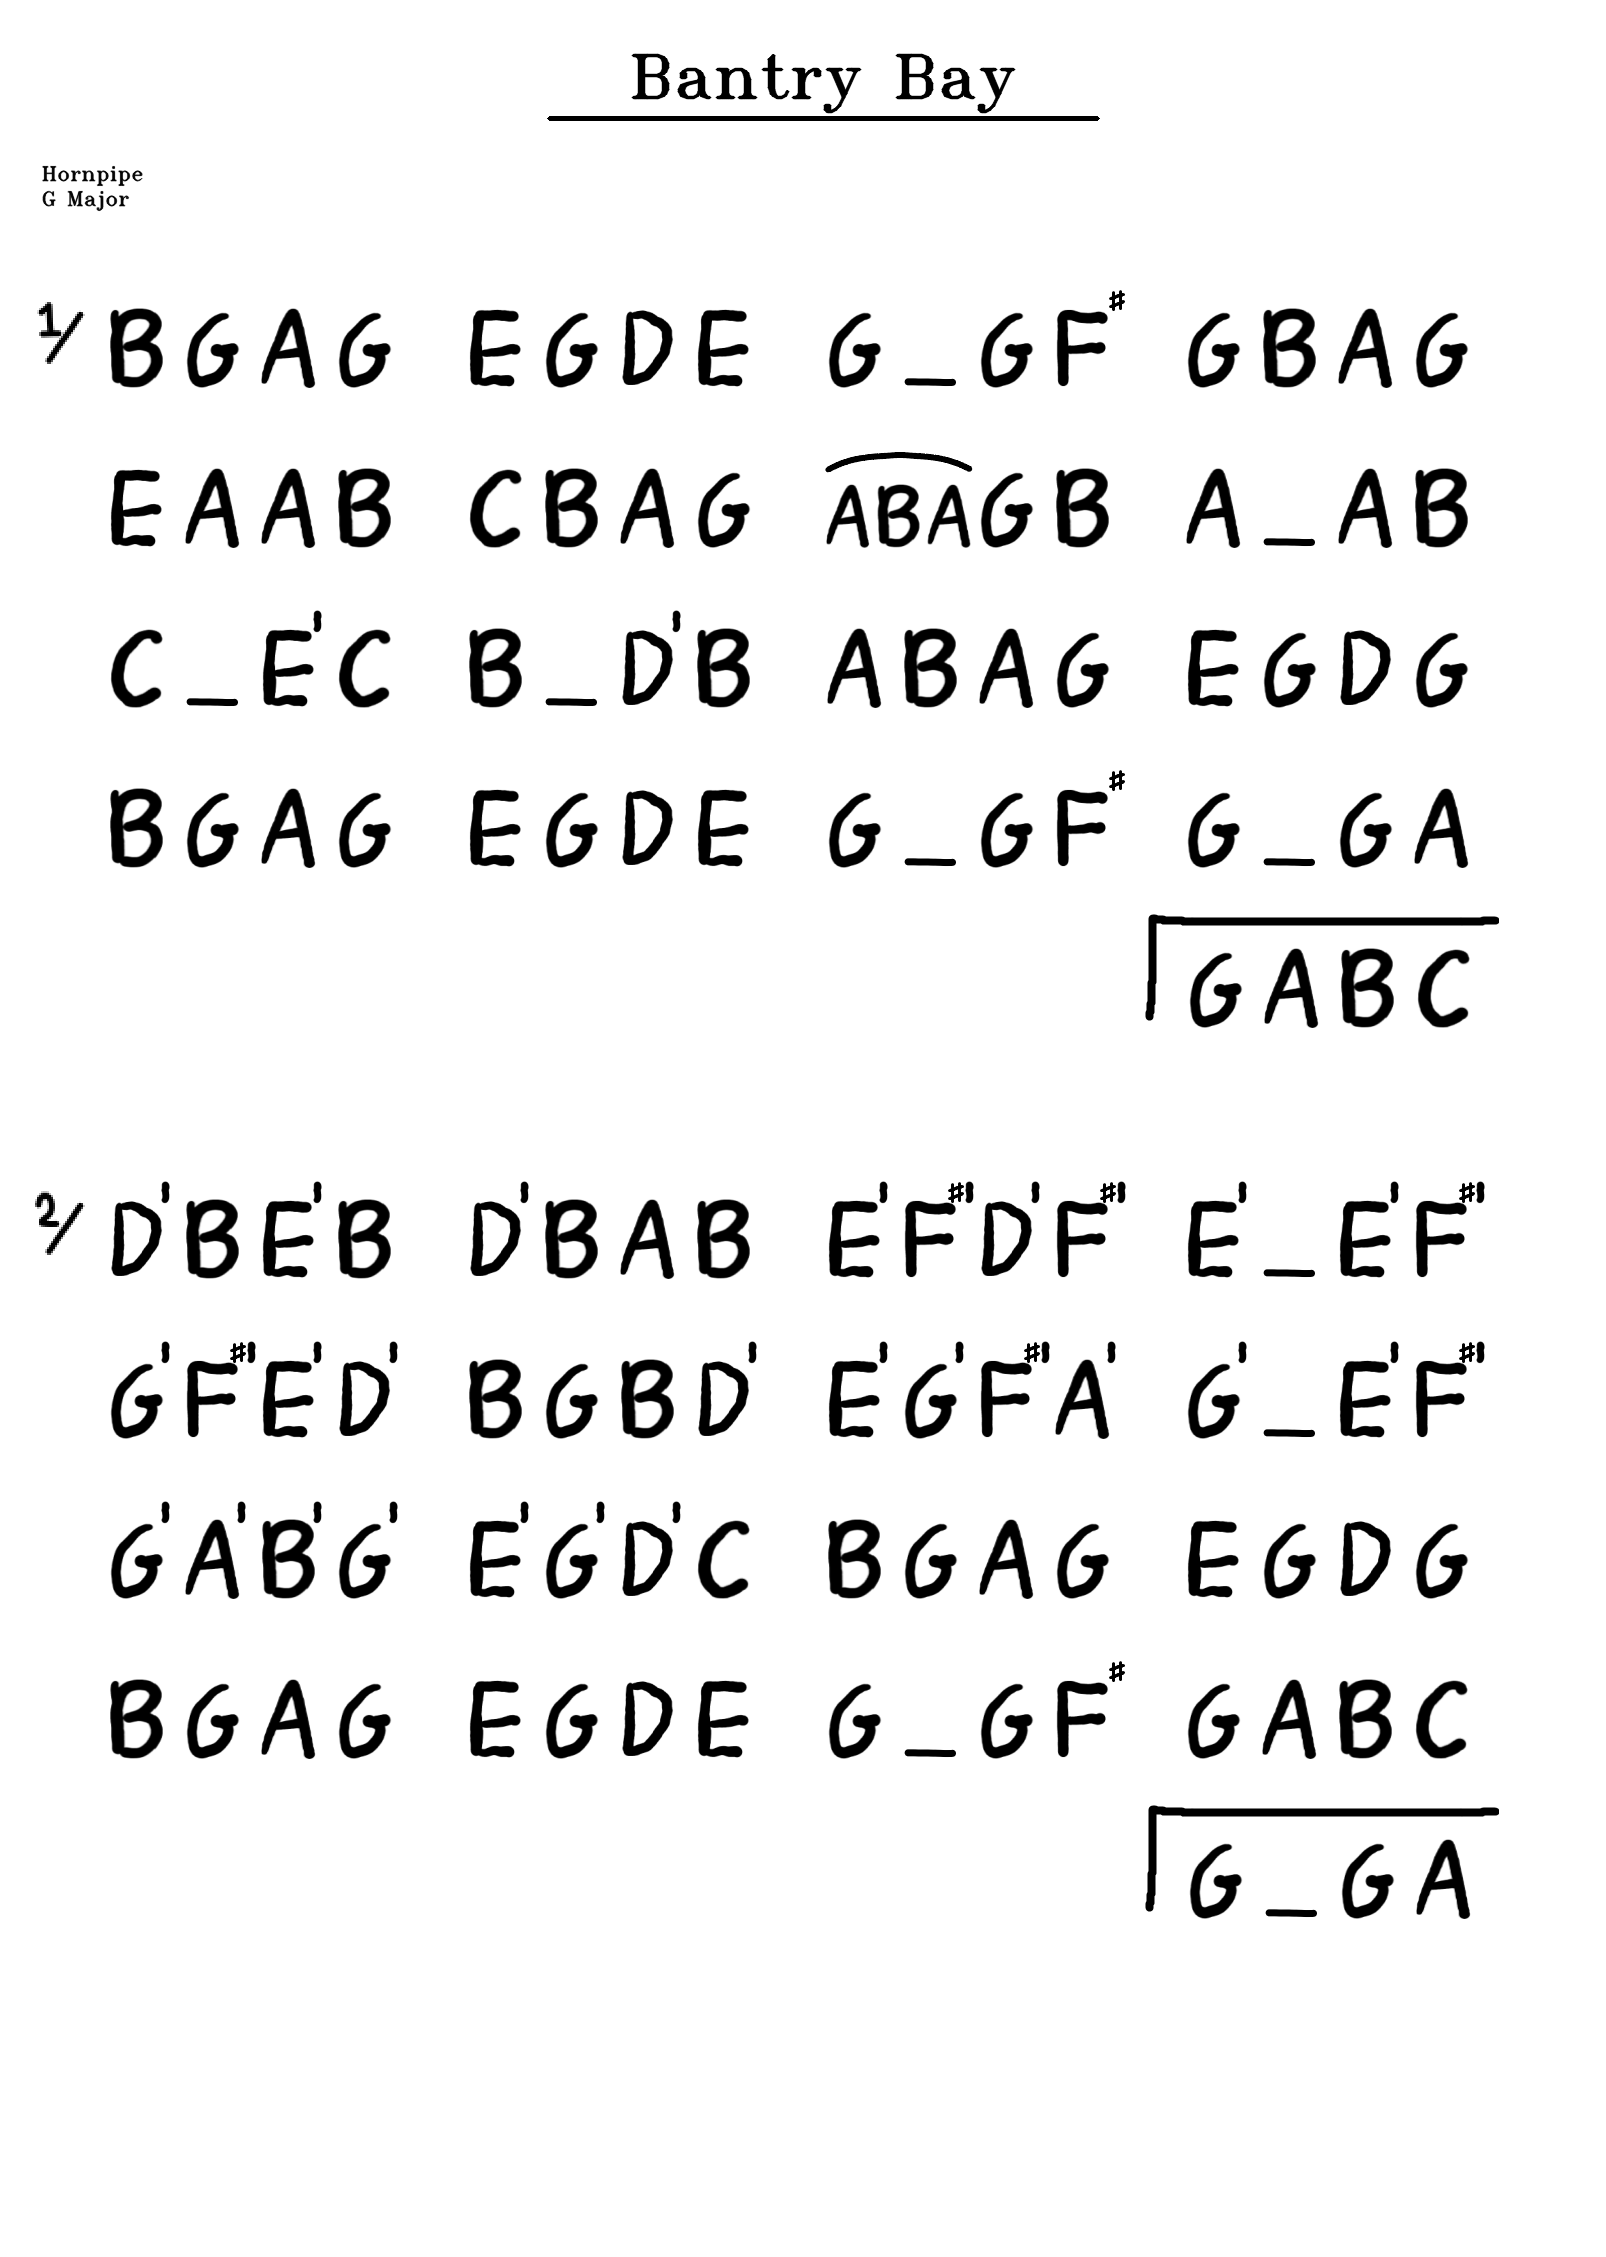 Bantry Bay
Hornpipe
G Major
1/ BGAG EGDE G_GF# GBAG
EAAB CBAG ABAGB A_AB
C_E'C B_D'B ABAG EGDG
BGAG EGDE G_GF# G_GA
GABC
2/ D'BE'B D'BAB E'F#'D'F#' E'_E'F#'
G'F#'E'D' BGBD' E'G'F#'A' G'_E'F#'
G'A'B'G' E'G'D'C BGAG EGDG
BGAG EGDE G_GF# GABC
G_GA